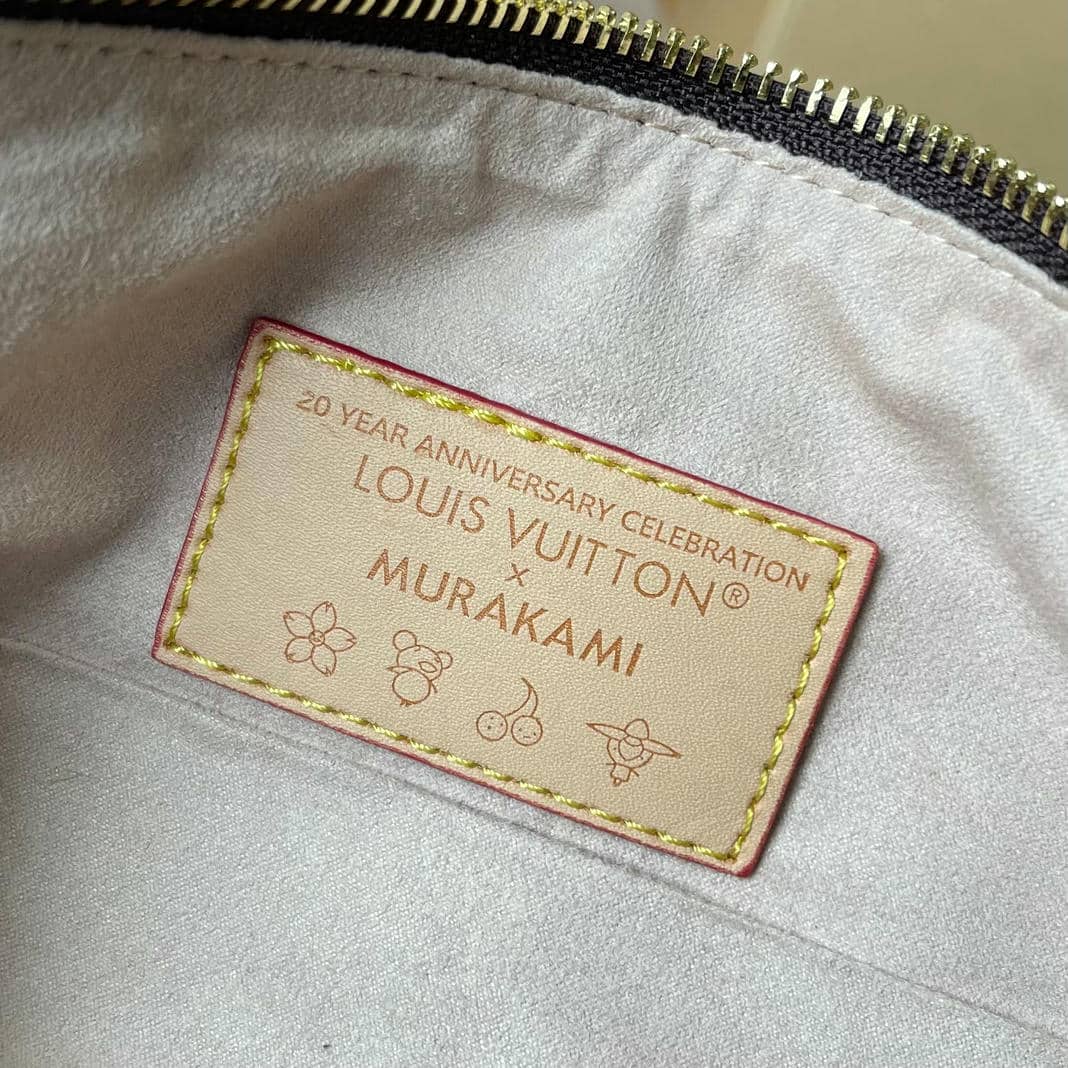 20 YEAR ANNIVERSARY CELEBRATION
LOUIS VUITTON®
×
MURAKAMI